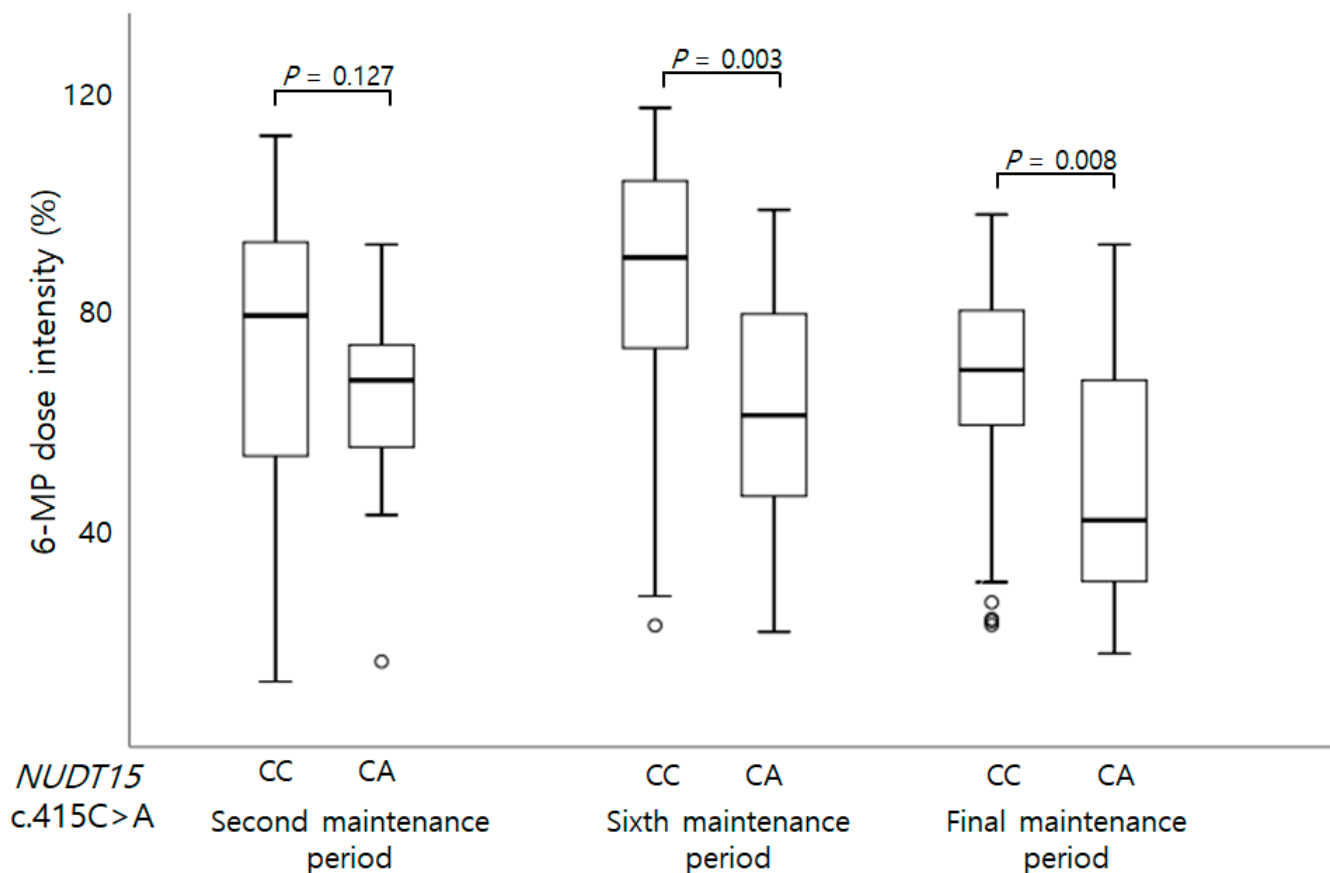 P = 0.127
P = 0.003
P = 0.008
120
80
40
6-MP dose intensity (%)
NUDT15
c.415C>A
CC CA
Second maintenance
period
CC CA
Sixth maintenance
period
CC CA
Final maintenance
period